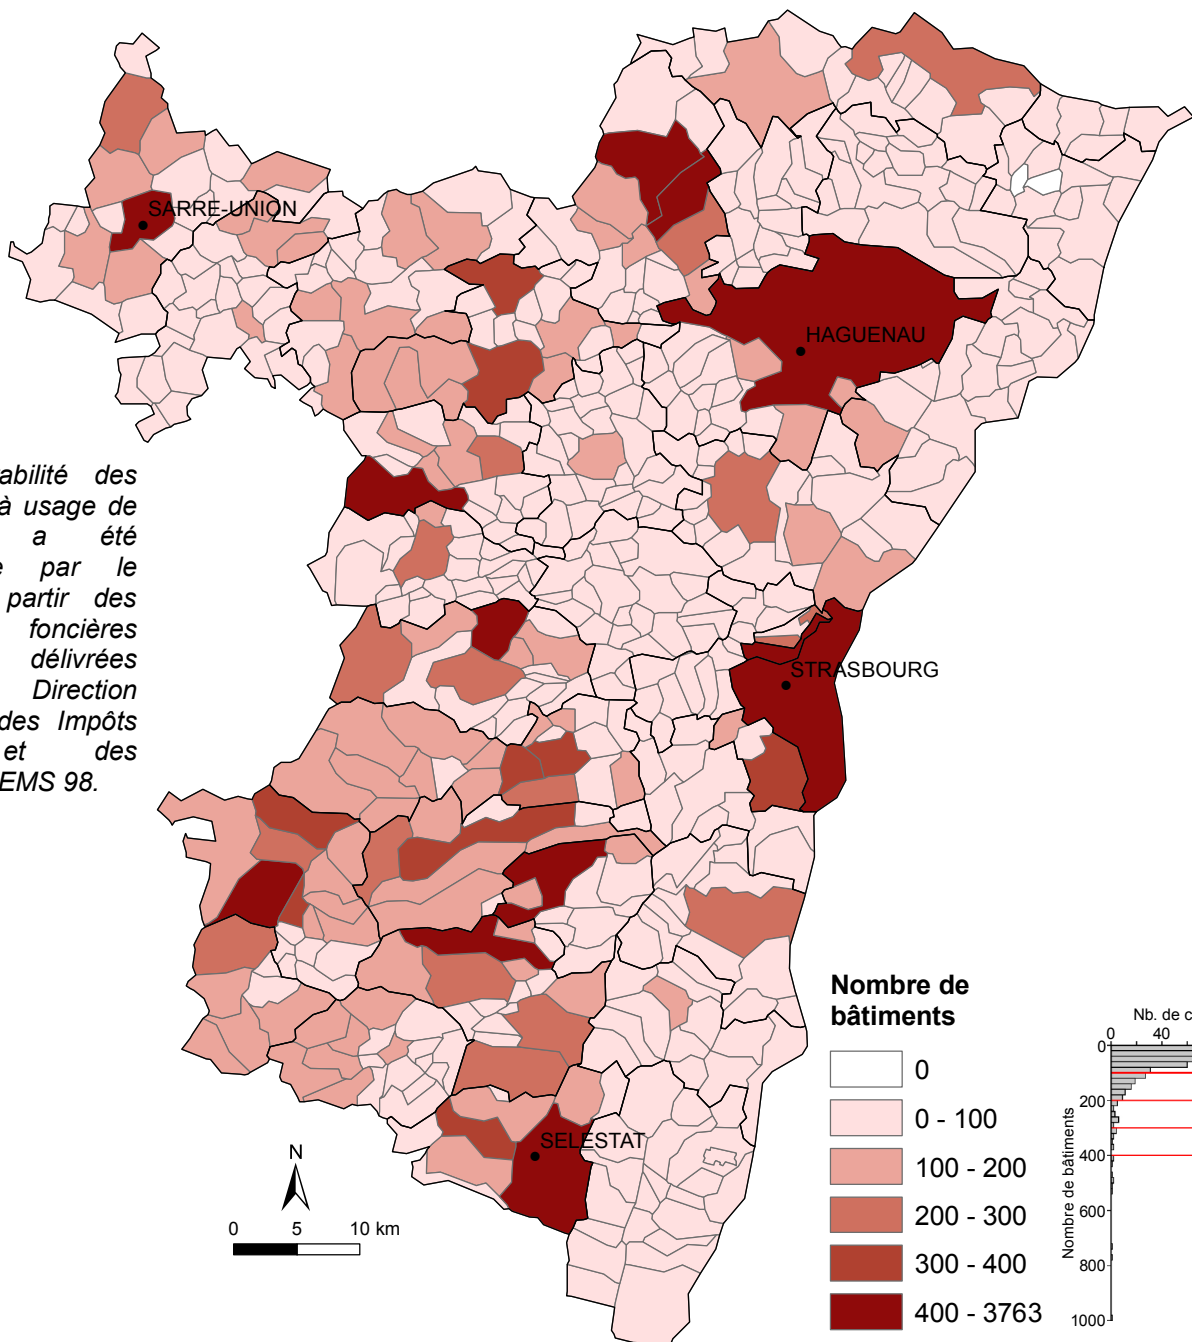 SARRE-UNION
HAGUENAU
abilité des
à usage de
a été
par le
partir des
foncières
délivrées
Direction
des Impôts
et des
EMS 98.
STRASBOURG
SELESTAT
N
0 5 10 km
Nombre de
bâtiments
0
0 - 100
100 - 200
200 - 300
300 - 400
400 - 3763
Nb. de c
0 40
Nombre de bâtiments
0
200
400
600
800
1000